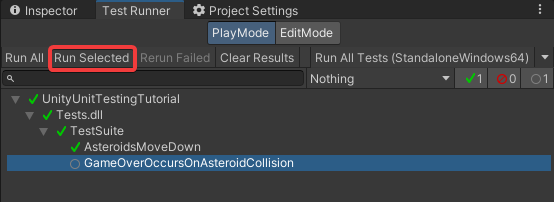 Inspector Test Runner Project Settings
PlayMode EditMode
Run All Run Selected Rerun Failed Clear Results Run All Tests (StandaloneWindows64)
Nothing 1 0 1
UnityUnitTestingTutorial
Tests.dll
TestSuite
AsteroidsMoveDown
GameOverOccursOnAsteroidCollision